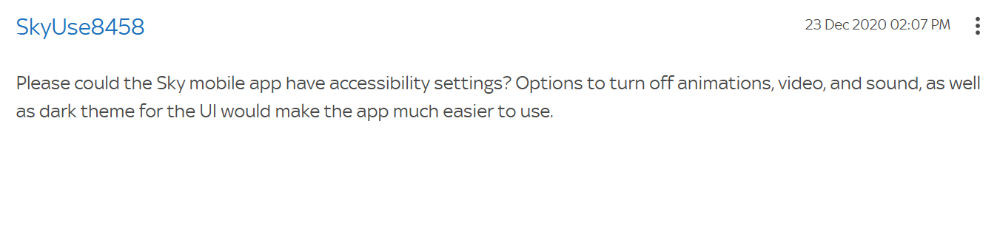 SkyUse8458
23 Dec 2020 02:07 PM
Please could the Sky mobile app have accessibility settings? Options to turn off animations, video, and sound, as well
as dark theme for the UI would make the app much easier to use.